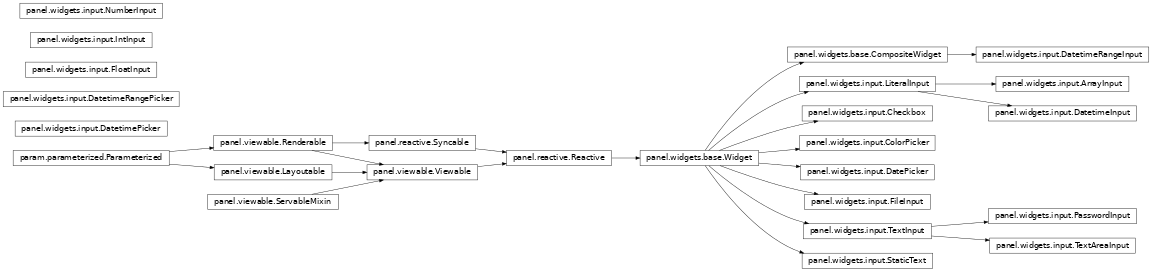 panel.widgets.input.NumberInput
panel.widgets.input.IntInput
panel.widgets.input.FloatInput
panel.widgets.input.DatetimeRangePicker
panel.widgets.input.DatetimePicker
param.parameterized.Parameterized
panel.viewable.Renderable
panel.viewable.Layoutable
panel.viewable.ServableMixin
panel.reactive.Syncable
panel.viewable.Viewable
panel.reactive.Reactive
panel.widgets.base.Widget
panel.widgets.base.CompositeWidget
panel.widgets.input.LiteralInput
panel.widgets.input.Checkbox
panel.widgets.input.ColorPicker
panel.widgets.input.DatePicker
panel.widgets.input.FileInput
panel.widgets.input.TextInput
panel.widgets.input.StaticText
panel.widgets.input.DatetimeRangeInput
panel.widgets.input.ArrayInput
panel.widgets.input.DatetimeInput
panel.widgets.input.PasswordInput
panel.widgets.input.TextAreaInput